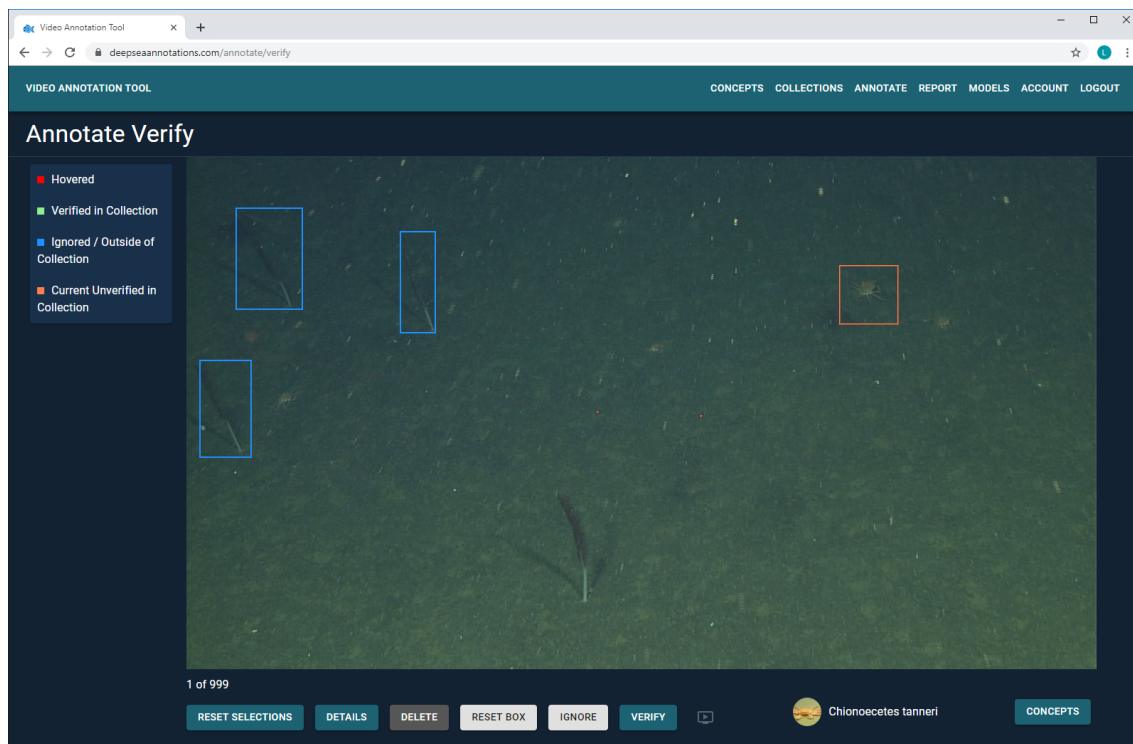 Video Annotation Tool
deepseaannotations.com/annotate/verify
L
VIDEO ANNOTATION TOOL
CONCEPTS COLLECTIONS ANNOTATE REPORT MODELS ACCOUNT LOGOUT
Annotate Verify
Hovered
Verified in Collection
Ignored / Outside of
Collection
Current Unverified in
Collection
1 of 999
RESET SELECTIONS DETAILS DELETE RESET BOX IGNORE VERIFY Chionoecetes tanneri CONCEPTS